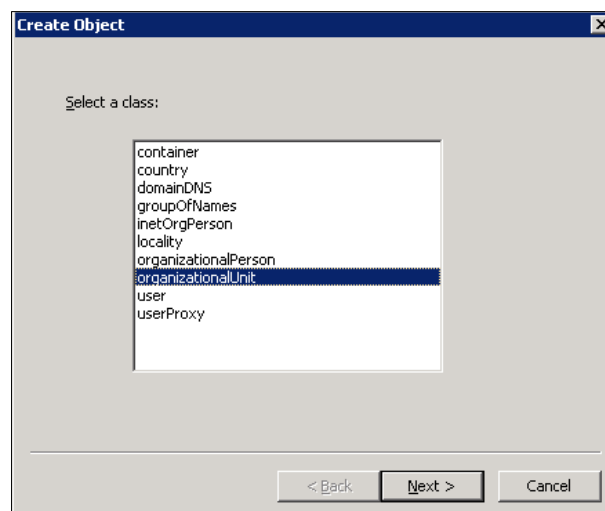 Create Object
Select a class:
container
country
domainDNS
groupOfNames
inetOrgPerson
locality
organizationalPerson
organizationalUnit
user
userProxy
< Back
Next >
Cancel